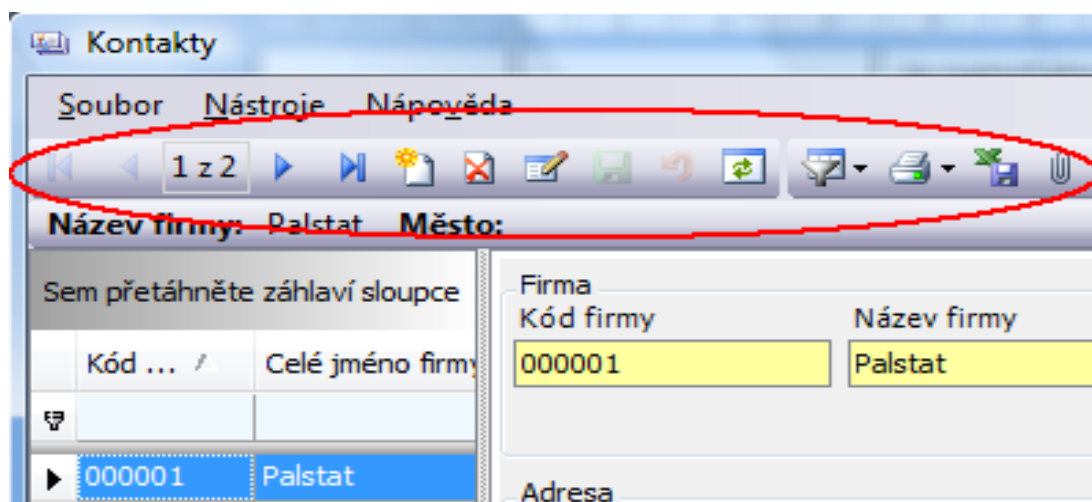 Kontakty
Soubor Nástroje Nápověda
1 z 2
Název firmy: Palstat Město:
Sem přetáhněte záhlaví sloupce
Firma
Kód firmy Název firmy
Kód ... Celé jméno firmy
000001 Palstat
000001 Palstat
Adresa